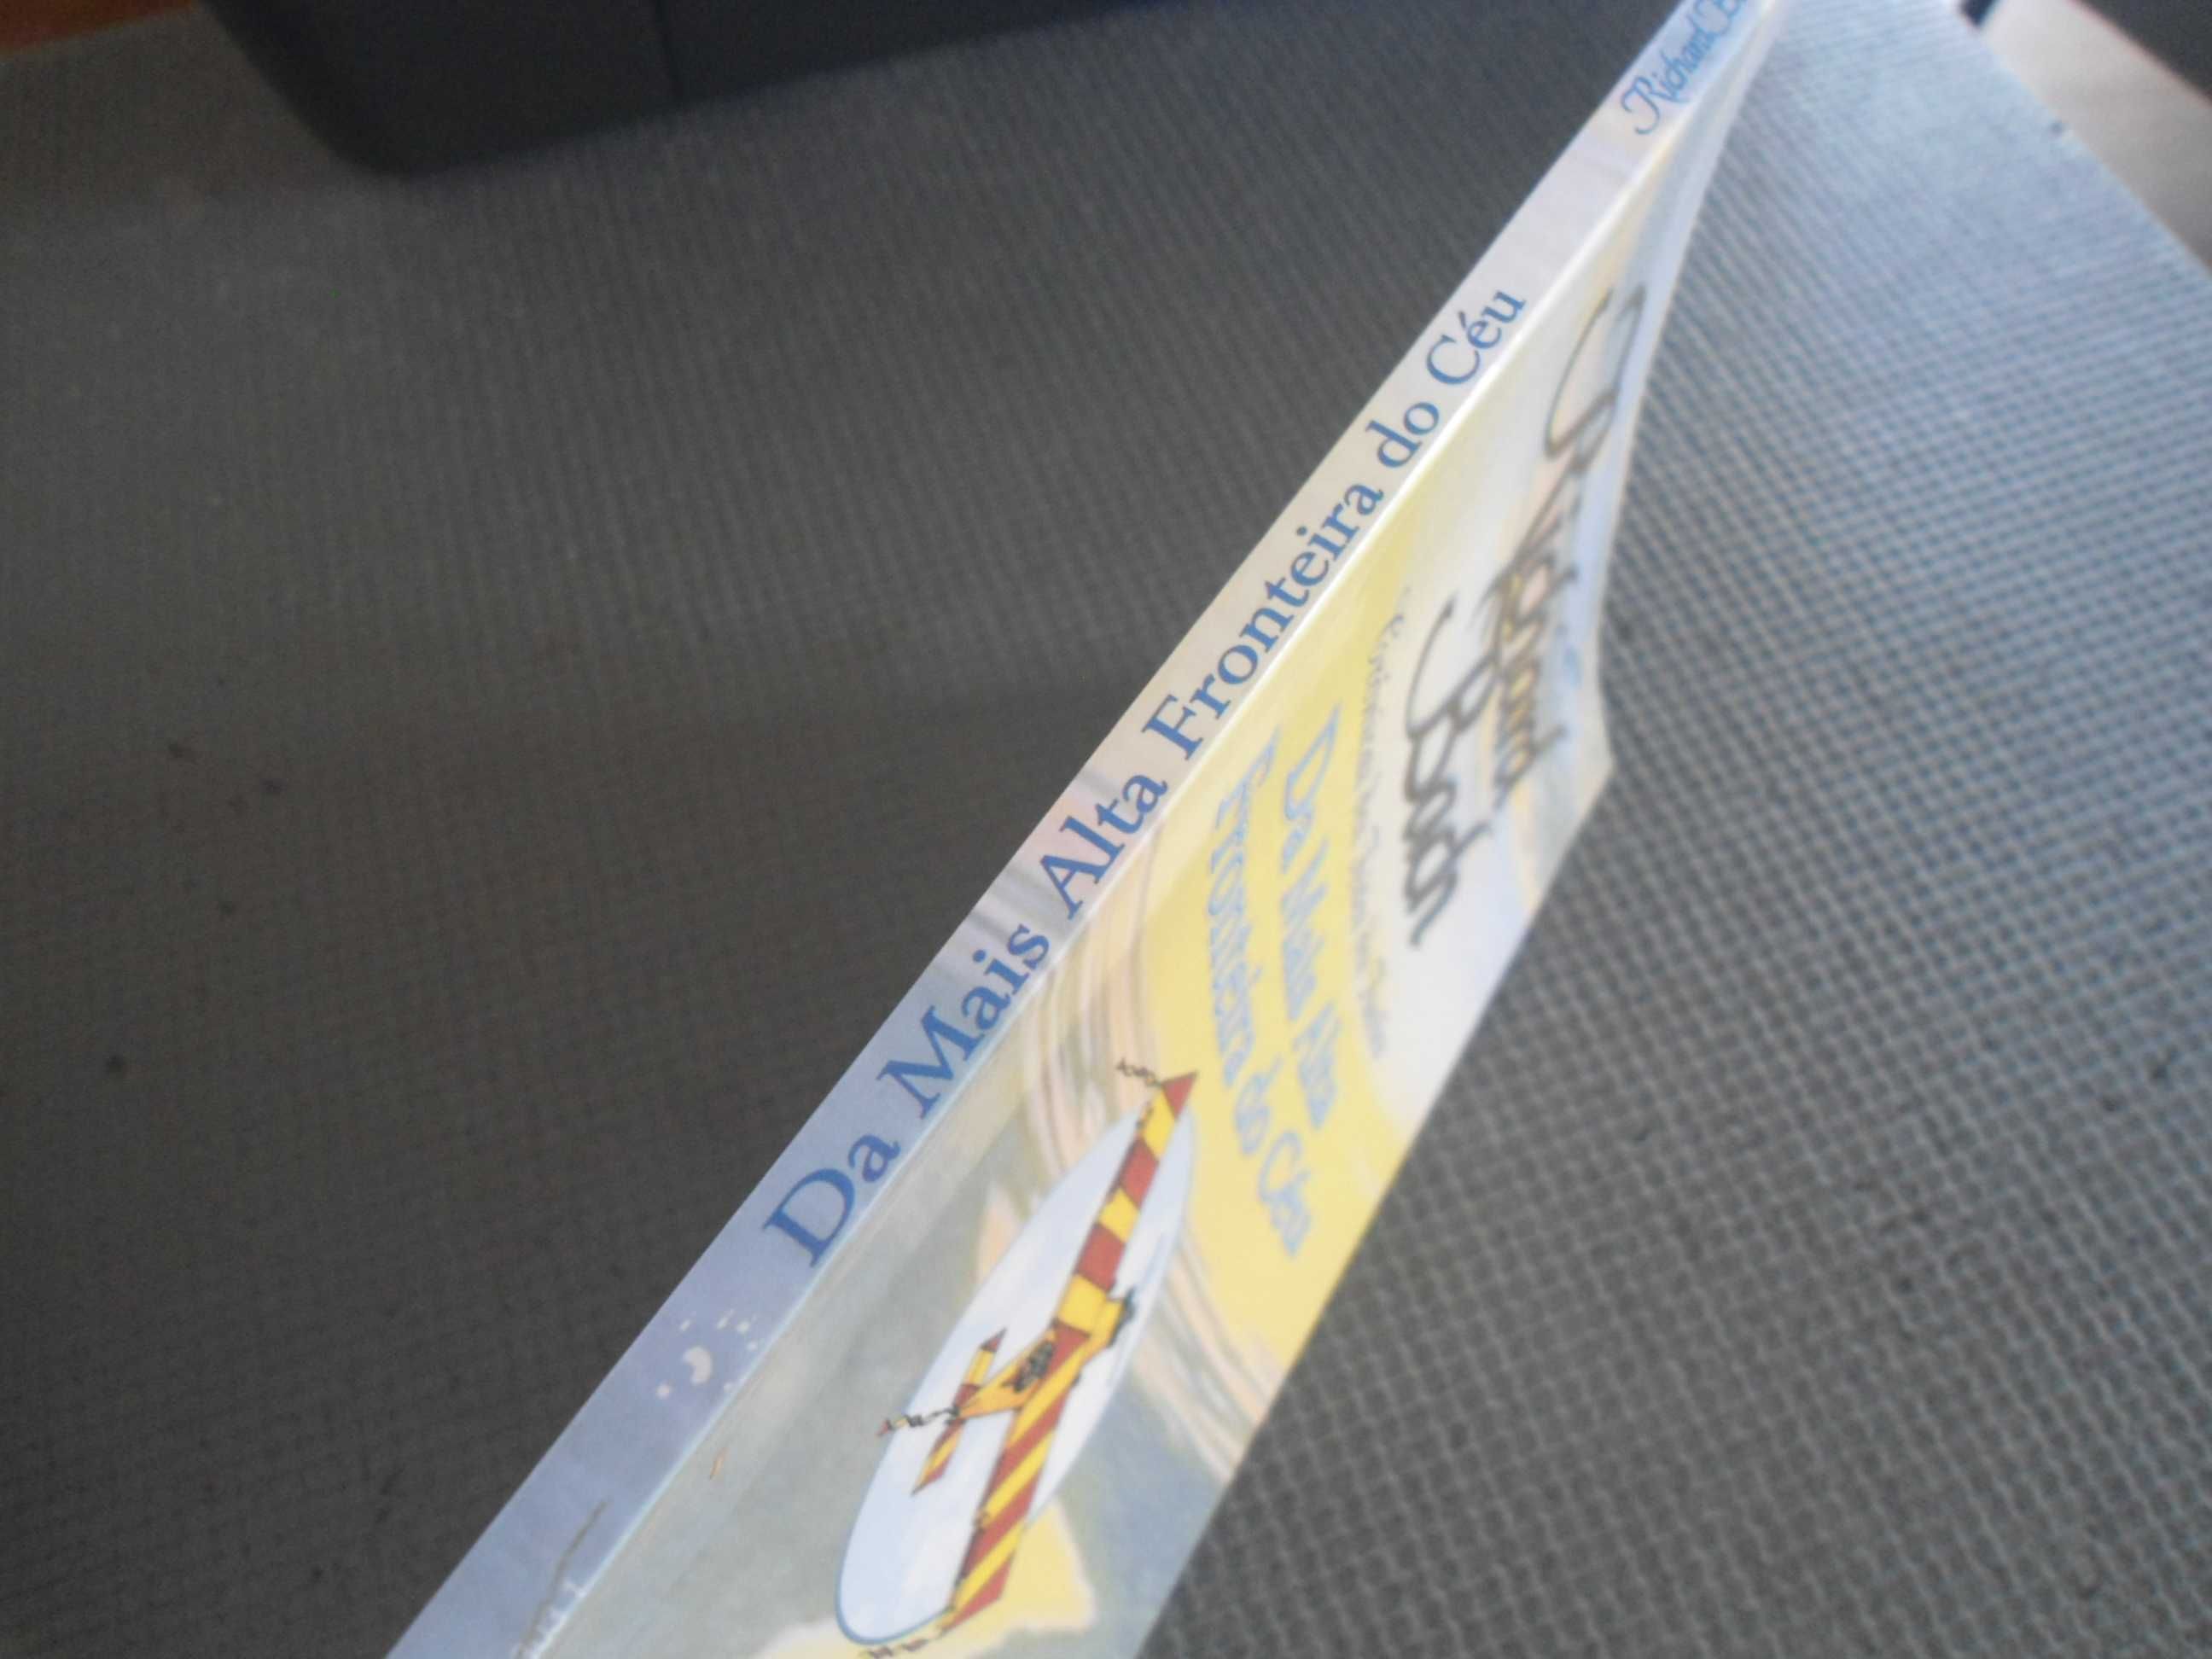 Da Mais Alta Fronteira do Céu
Richard
Richard
Bach
Da Mais Alta
Fronteira do Céu